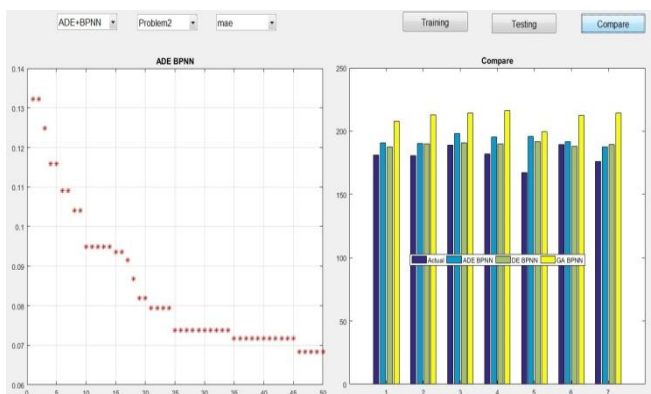 ADE+BPNN Problem2 mae Training Testing Compare
ADE BPNN
0.14
0.13
0.12
0.11
0.1
0.09
0.08
0.07
0.06
0 5 10 15 20 25 30 35 40 45 50
Compare
250
200
150
100
50
0
Actual ADE BPNN DE BPNN GA BPNN
1 2 3 4 5 6 7